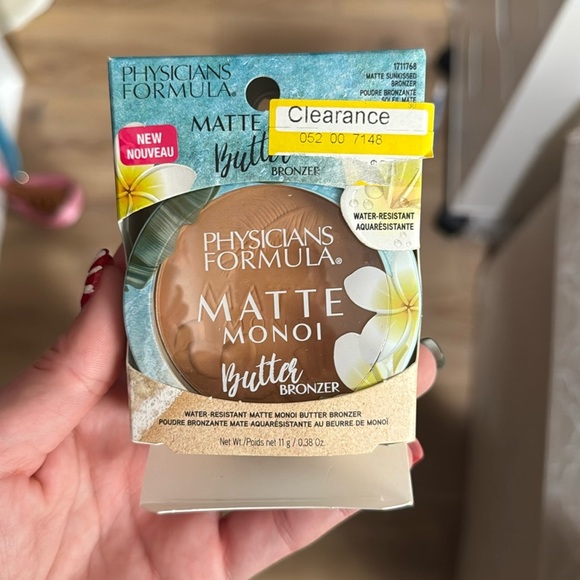 PHYSICIANS
FORMULA®
1711768
MATTE SUNKISSED
BRONZER
POUDRE BRONZANTE
SOLEIL MATE
NEW
NOUVEAU
MATTE
Butter
BRONZER
Clearance
052 00 7148
WATER-RESISTANT
AQUARÉSISTANTE
PHYSICIANS
FORMULA®
MATTE
MONOI
Butter
BRONZER
WATER-RESISTANT MATTE MONOI BUTTER BRONZER
POUDRE BRONZANTE MATE AQUARÉSISTANTE AU BEURRE DE MONOÏ
Net Wt./Poids net 11 g / 0.38 Oz.